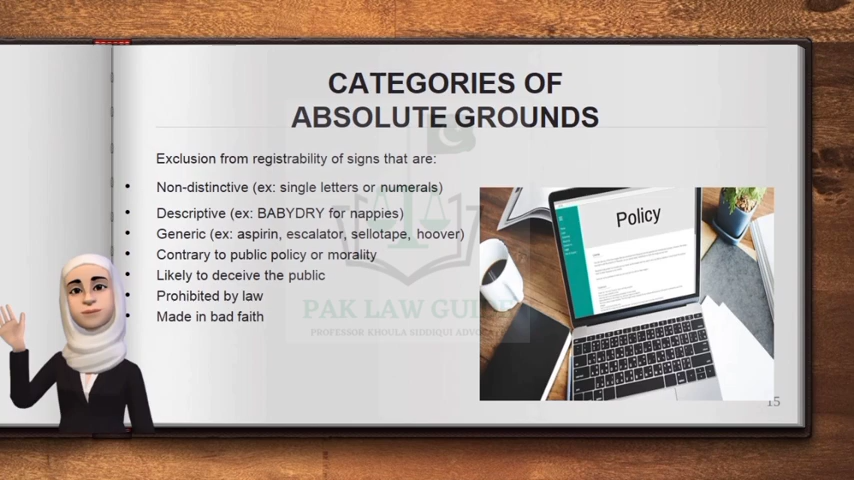 CATEGORIES OF
ABSOLUTE GROUNDS
Exclusion from registrability of signs that are:
• Non-distinctive (ex: single letters or numerals)
• Descriptive (ex: BABYDRY for nappies)
• Generic (ex: aspirin, escalator, sellotape, hoover)
• Contrary to public policy or morality
• Likely to deceive the public
• Prohibited by law
• Made in bad faith
Policy
PAK LAW GUIDE
PROFESSOR KHOULA SIDDIQUI ADVOCATE
15